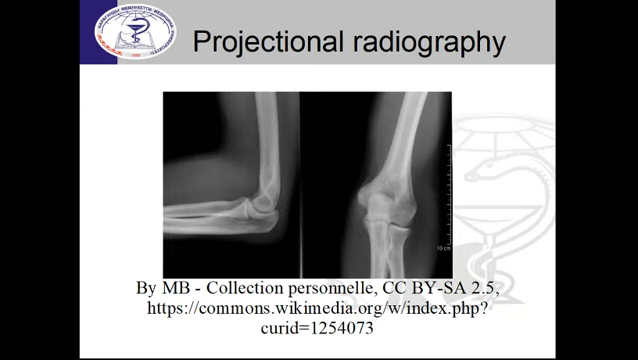 Projectional radiography
10 cm
By MB - Collection personnelle, CC BY-SA 2.5,
https://commons.wikimedia.org/w/index.php?
curid=1254073